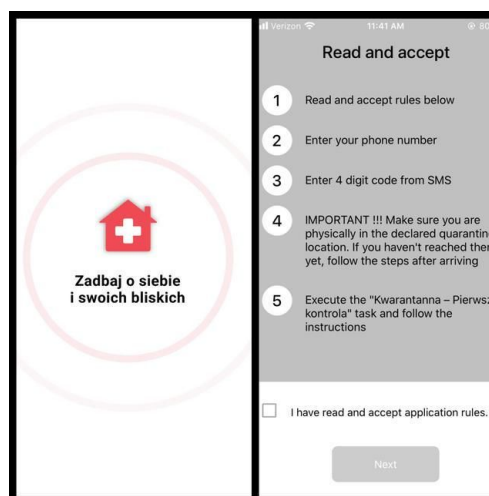 Zadbaj o siebie
i swoich bliskich
Verizon
11:41 AM
80
Read and accept
1 Read and accept rules below
2 Enter your phone number
3 Enter 4 digit code from SMS
4 IMPORTANT !!! Make sure you are
physically in the declared
location. If you haven't reached
yet, follow the steps after arriving
5 Execute the "Kwarantanna –
kontrola" task and follow the
instructions
I have read and accept application rules.
Next